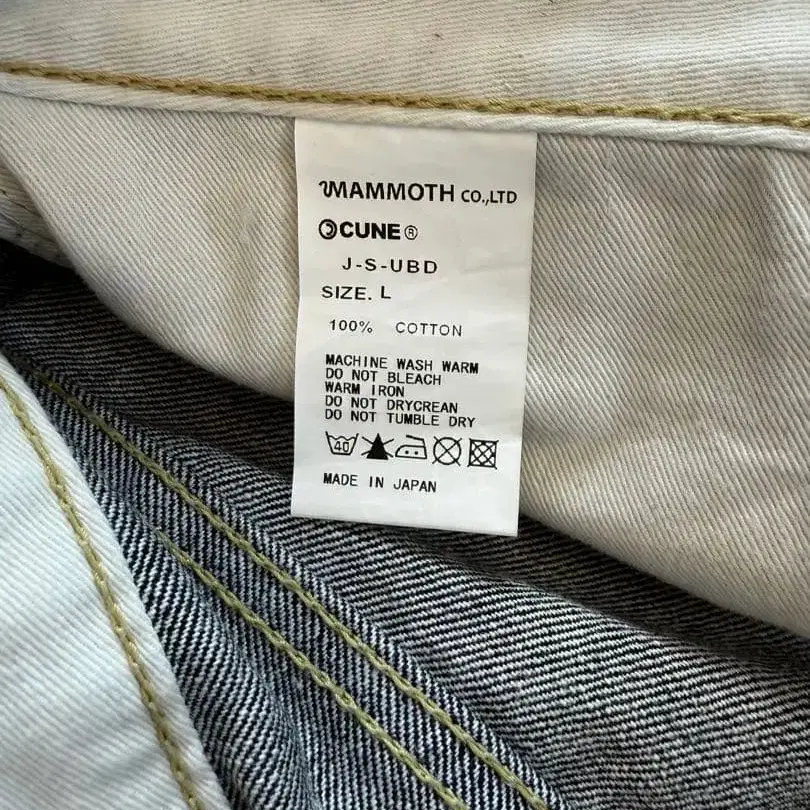 MAMMOTH CO.,LTD
CUNE®
J-S-UBD
SIZE. L
100% COTTON
MACHINE WASH WARM
DO NOT BLEACH
WARM IRON
DO NOT DRYCREAN
DO NOT TUMBLE DRY
40
MADE IN JAPAN